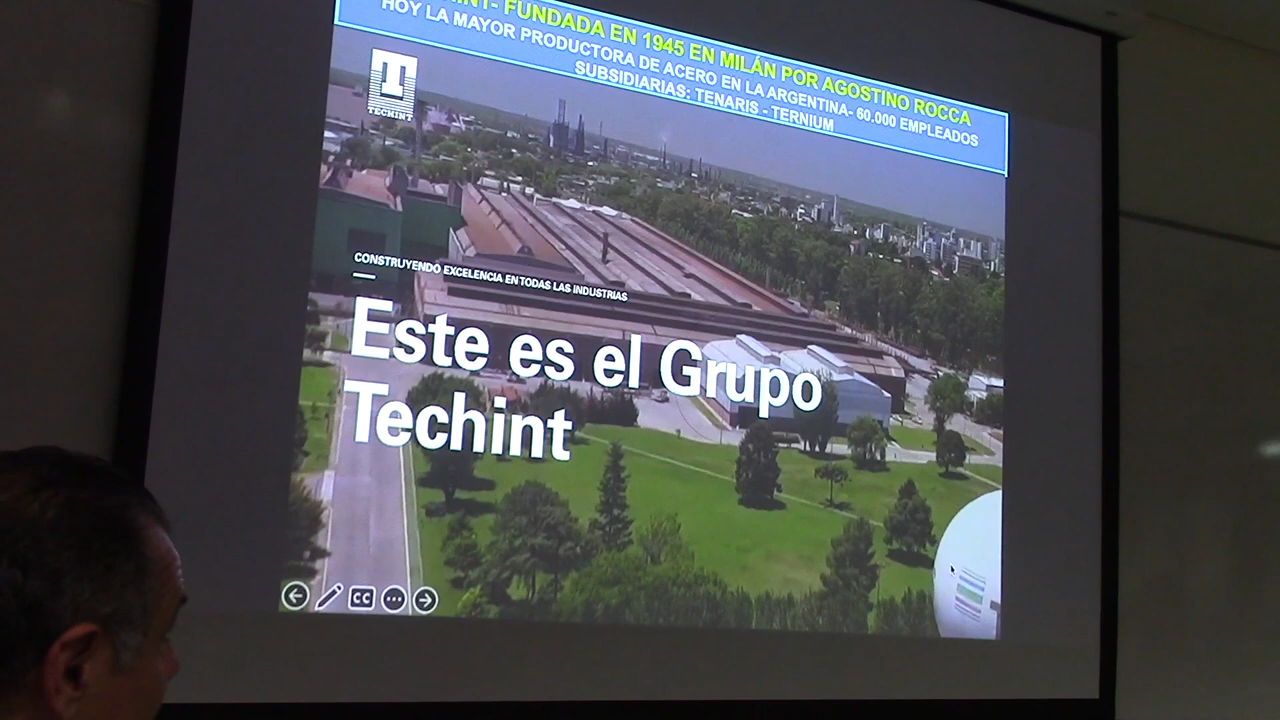 FUNDADA EN 1945 EN MILÁN POR AGOSTINO ROCCA
HOY LA MAYOR PRODUCTORA DE ACERO EN LA ARGENTINA- 60.000 EMPLEADOS
SUBSIDIARIAS: TENARIS - TERNIUM
TECHINT
CONSTRUYENDO EXCELENCIA EN TODAS LAS INDUSTRIAS
Este es el Grupo
Techint
CC